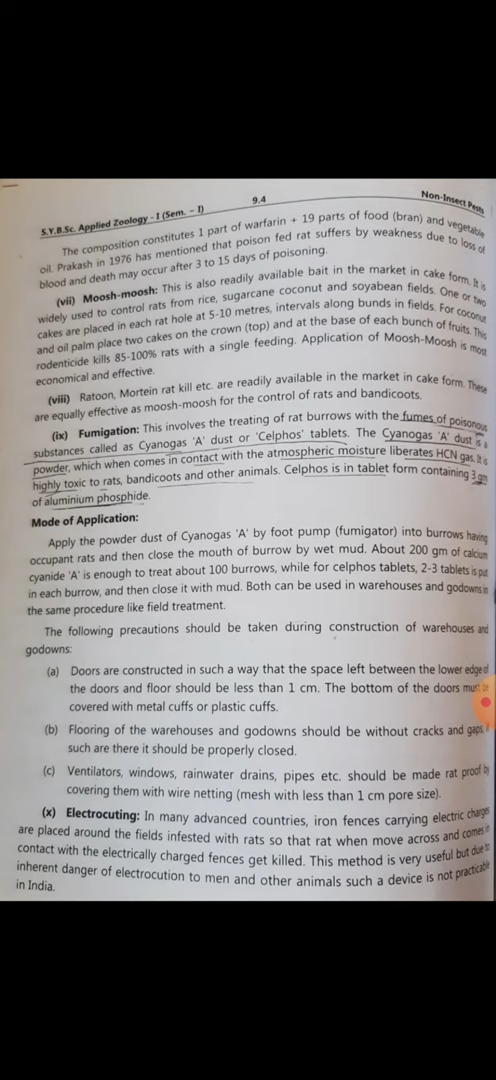 S.Y.B.Sc. Applied Zoology - I (Sem. - I)
9.4
Non-Insect Pests
The composition constitutes 1 part of warfarin + 19 parts of food (bran) and vegetable
oil. Prakash in 1976 has mentioned that poison fed rat suffers by weakness due to loss of
blood and death may occur after 3 to 15 days of poisoning.
(vii) Moosh-moosh: This is also readily available bait in the market in cake form. It is
widely used to control rats from rice, sugarcane coconut and soyabean fields. One or two
cakes are placed in each rat hole at 5-10 metres, intervals along bunds in fields. For coconut
and oil palm place two cakes on the crown (top) and at the base of each bunch of fruits. This
rodenticide kills 85-100% rats with a single feeding. Application of Moosh-Moosh is most
economical and effective.
(viii) Ratoon, Mortein rat kill etc. are readily available in the market in cake form. These
are equally effective as moosh-moosh for the control of rats and bandicoots.
(ix) Fumigation: This involves the treating of rat burrows with the fumes of poisonous
substances called as Cyanogas 'A' dust or 'Celphos' tablets. The Cyanogas 'A' dust is a
powder, which when comes in contact with the atmospheric moisture liberates HCN gas. It is
highly toxic to rats, bandicoots and other animals. Celphos is in tablet form containing 3 gm
of aluminium phosphide.
Mode of Application:
Apply the powder dust of Cyanogas 'A' by foot pump (fumigator) into burrows having
occupant rats and then close the mouth of burrow by wet mud. About 200 gm of calcium
cyanide 'A' is enough to treat about 100 burrows, while for celphos tablets, 2-3 tablets is put
in each burrow, and then close it with mud. Both can be used in warehouses and godowns in
the same procedure like field treatment.
The following precautions should be taken during construction of warehouses and
godowns:
(a) Doors are constructed in such a way that the space left between the lower edge of
the doors and floor should be less than 1 cm. The bottom of the doors must be
covered with metal cuffs or plastic cuffs.
(b) Flooring of the warehouses and godowns should be without cracks and gaps,
such are there it should be properly closed.
(c) Ventilators, windows, rainwater drains, pipes etc. should be made rat proof by
covering them with wire netting (mesh with less than 1 cm pore size).
(x) Electrocuting: In many advanced countries, iron fences carrying electric charges
are placed around the fields infested with rats so that rat when move across and comes in
contact with the electrically charged fences get killed. This method is very useful but due to
inherent danger of electrocution to men and other animals such a device is not practicable
in India.